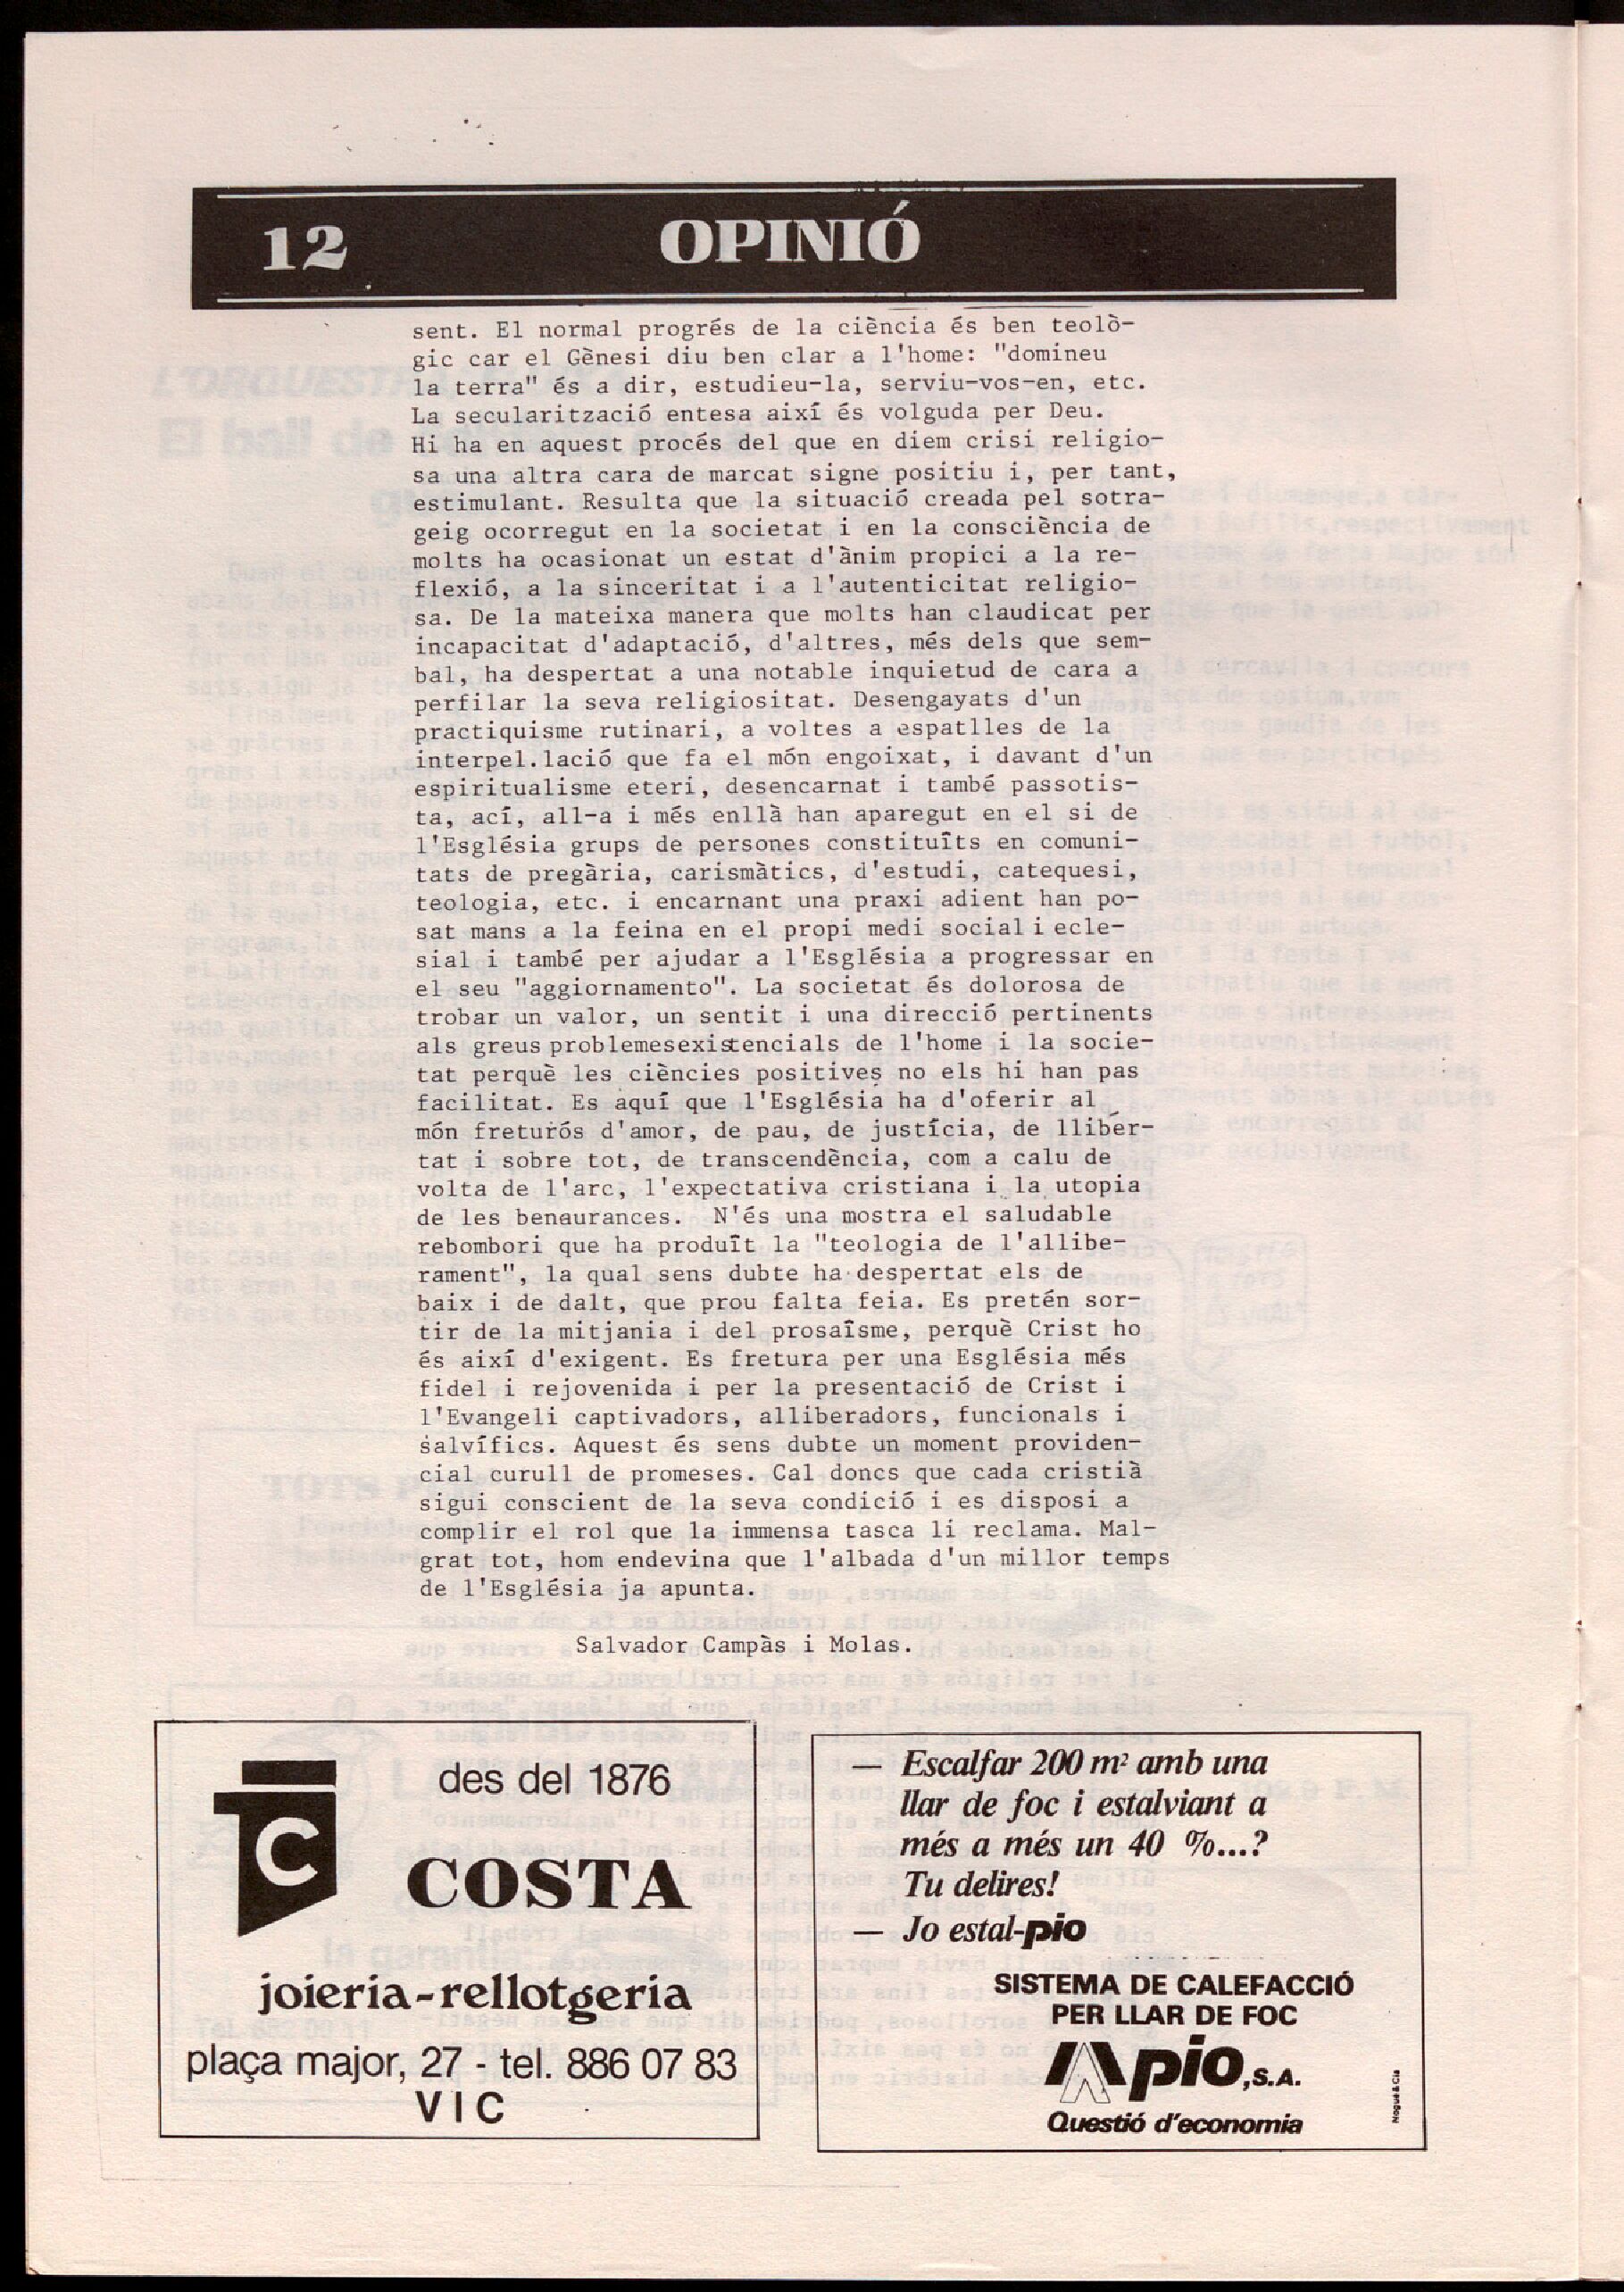 12
OPINIÓ
sent. El normal progrés de la ciència és ben teolò-
gic car el Gènesi diu ben clar a l'home: "domineu
la terra" és a dir, estudieu-la, serviu-vos-en, etc.
La secularització entesa així és volguda per Deu.
Hi ha en aquest procés del que en diem crisi religio-
sa una altra cara de marcat signe positiu i, per tant,
estimulant. Resulta que la situació creada pel sotra-
geig ocorregut en la societat i en la consciència de
molts ha ocasionat un estat d'ànim propici a la re-
flexió, a la sinceritat i a l'autenticitat religio-
sa. De la mateixa manera que molts han claudicat per
incapacitat d'adaptació, d'altres, més dels que sem-
bal, ha despertat a una notable inquietud de cara a
perfilar la seva religiositat. Desengayats d'un
practiquisme rutinari, a voltes a espatlles de la
interpel.lació que fa el món engoixat, i davant d'un
espiritualisme eteri, desencarnat i també passotis-
ta, ací, all-a i més enllà han aparegut en el si de
l'Església grups de persones constituîts en comuni-
tats de pregària, carismàtics, d'estudi, catequesi,
teologia, etc. i encarnant una praxi adient han po-
sat mans a la feina en el propi medi social i ecle-
sial i també per ajudar a l'Església a progressar en
el seu "aggiornamento". La societat és dolorosa de
trobar un valor, un sentit i una direcció pertinents
als greus problemesexistencials de l'home i la socie-
tat perquè les ciències positives no els hi han pas
facilitat. Es aquí que l'Església ha d'oferir al
món freturós d'amor, de pau, de justícia, de lliber-
tat i sobre tot, de transcendència, com a calu de
volta de l'arc, l'expectativa cristiana i la utopia
de les benaurances.  N'és una mostra el saludable
rebombori que ha produît la "teologia de l'allibe-
rament", la qual sens dubte ha despertat els de
baix i de dalt, que prou falta feia. Es pretén sor-
tir de la mitjania i del prosaîsme, perquè Crist ho
és així d'exigent. Es fretura per una Església més
fidel i rejovenida i per la presentació de Crist i
l'Evangeli captivadors, alliberadors, funcionals i
salvífics. Aquest és sens dubte un moment providen-
cial curull de promeses. Cal doncs que cada cristià
sigui conscient de la seva condició i es disposi a
complir el rol que la immensa tasca li reclama. Mal-
grat tot, hom endevina que l'albada d'un millor temps
de l'Església ja apunta.
Salvador Campàs i Molas.
C
des del 1876
COSTA
joieria-rellotgeria
plaça major, 27 - tel. 886 07 83
VIC
— Escalfar 200 m² amb una
llar de foc i estalviant a
més a més un 40 %...?
Tu delires!
— Jo estal-pio
SISTEMA DE CALEFACCIÓ
PER LLAR DE FOC
pio,S.A.
Questió d'economia
Nogué & Cia